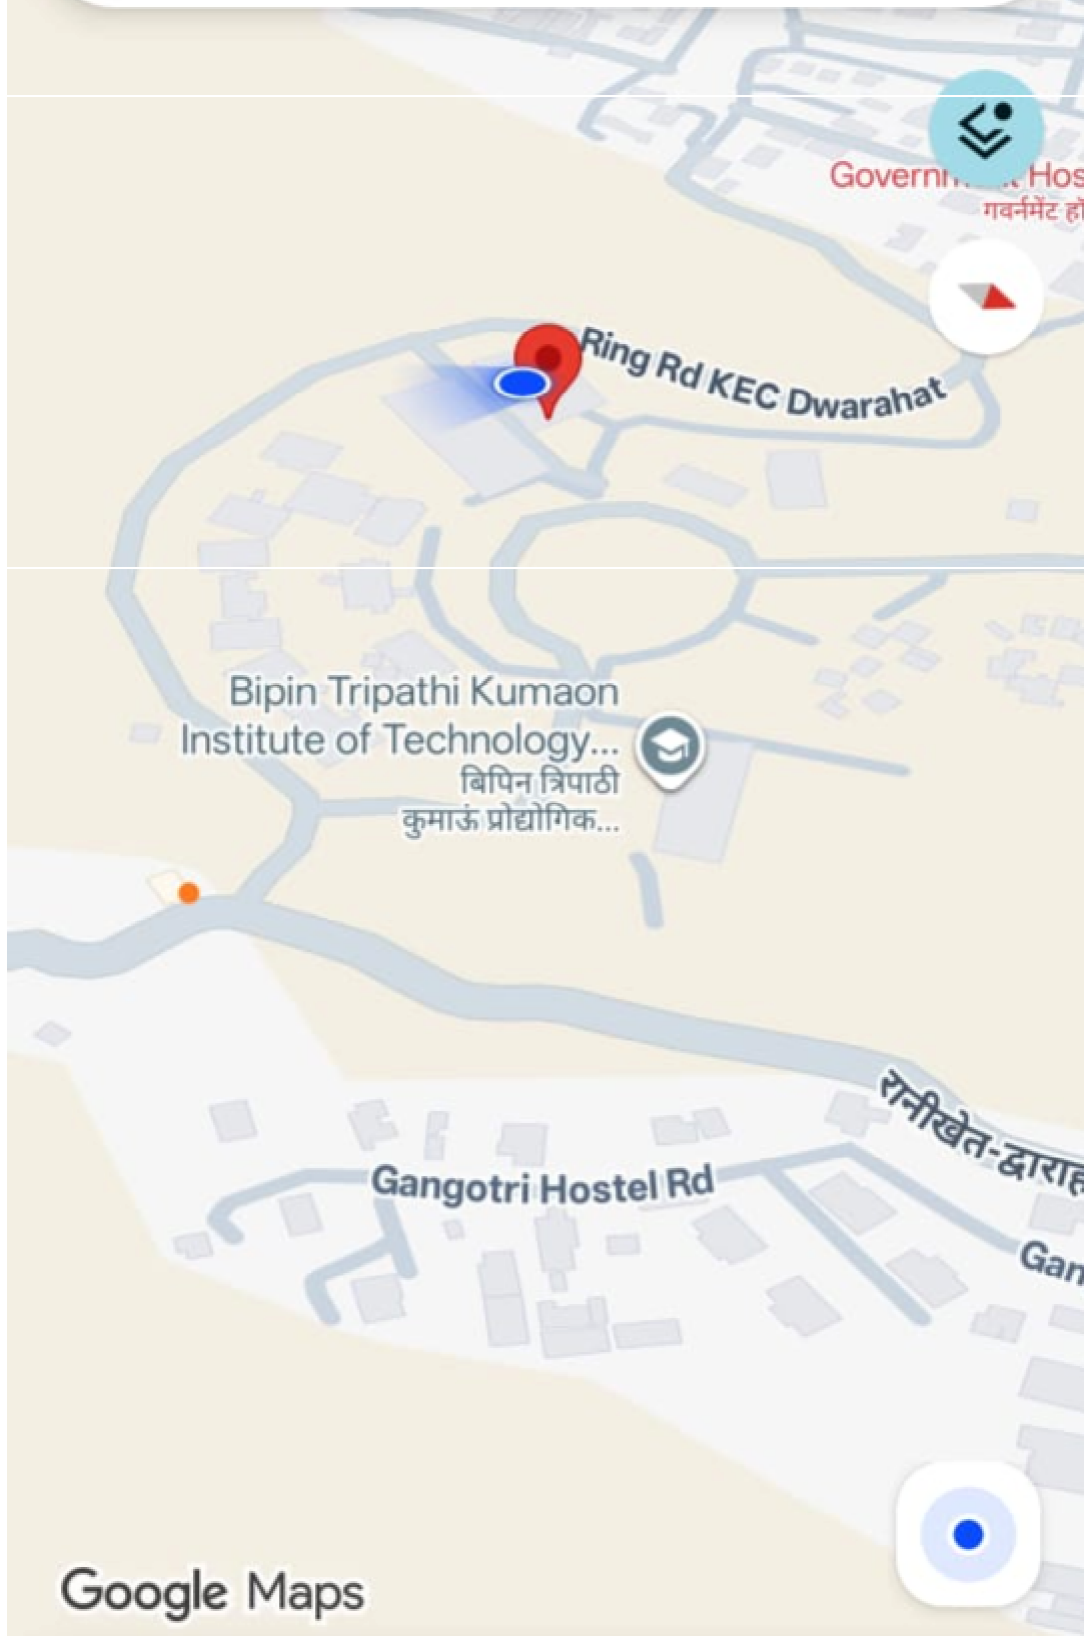 Governm
Hos
गवर्नमेंट हॉ
Ring Rd KEC Dwarahat
Bipin Tripathi Kumaon
Institute of Technology...
बिपिन त्रिपाठी
कुमाऊं प्रोद्योगिक...
रानीखेत-द्वाराह
Gangotri Hostel Rd
Gan
Google Maps